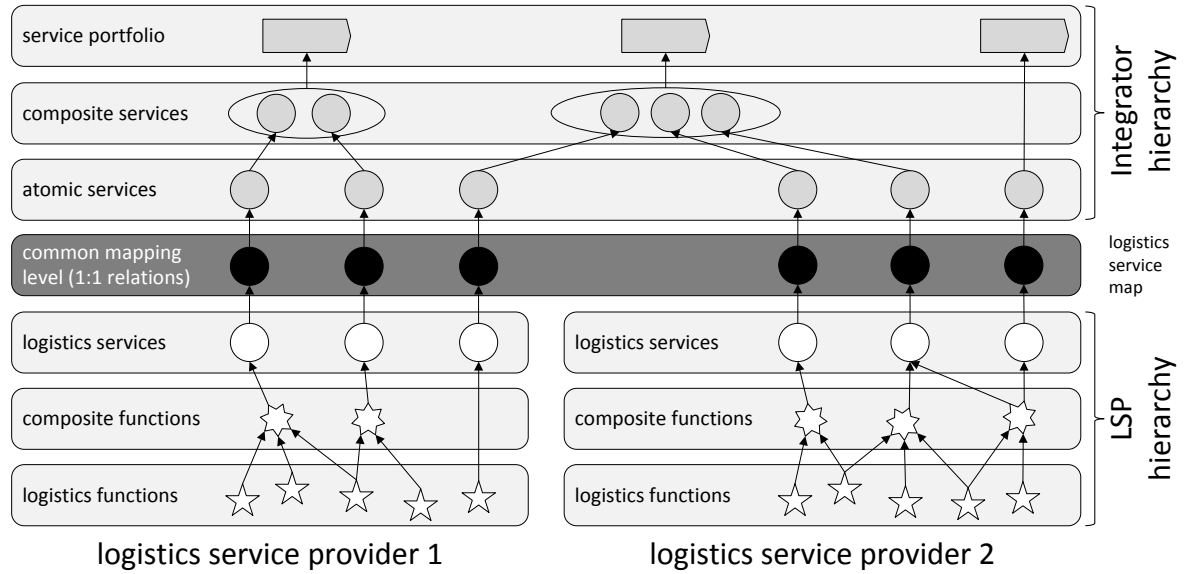 service portfolio
composite services
atomic services
Integrator
hierarchy
common mapping
level (1:1 relations)
logistics
service
map
logistics services
logistics services
composite functions
composite functions
logistics functions
logistics functions
LSP
hierarchy
logistics service provider 1
logistics service provider 2